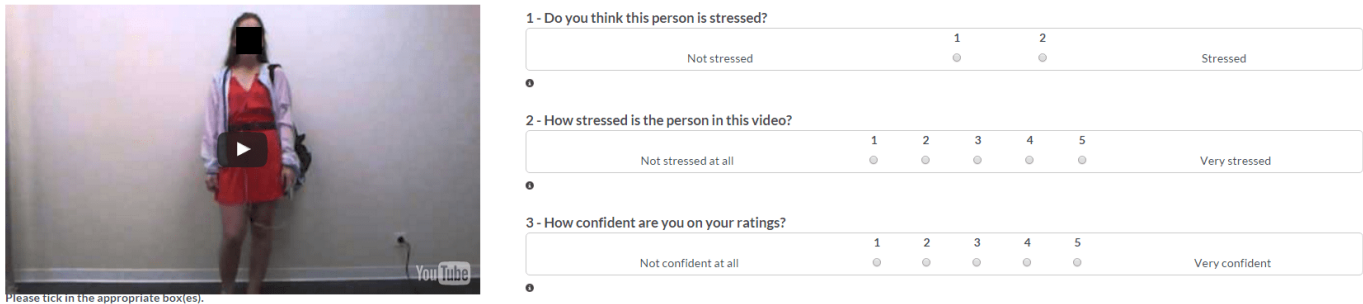 1 - Do you think this person is stressed?
1 2
Not stressed Stressed
2 - How stressed is the person in this video?
1 2 3 4 5
Not stressed at all Very stressed
3 - How confident are you on your ratings?
1 2 3 4 5
Not confident at all Very confident
YouTube
Please tick in the appropriate box(es).